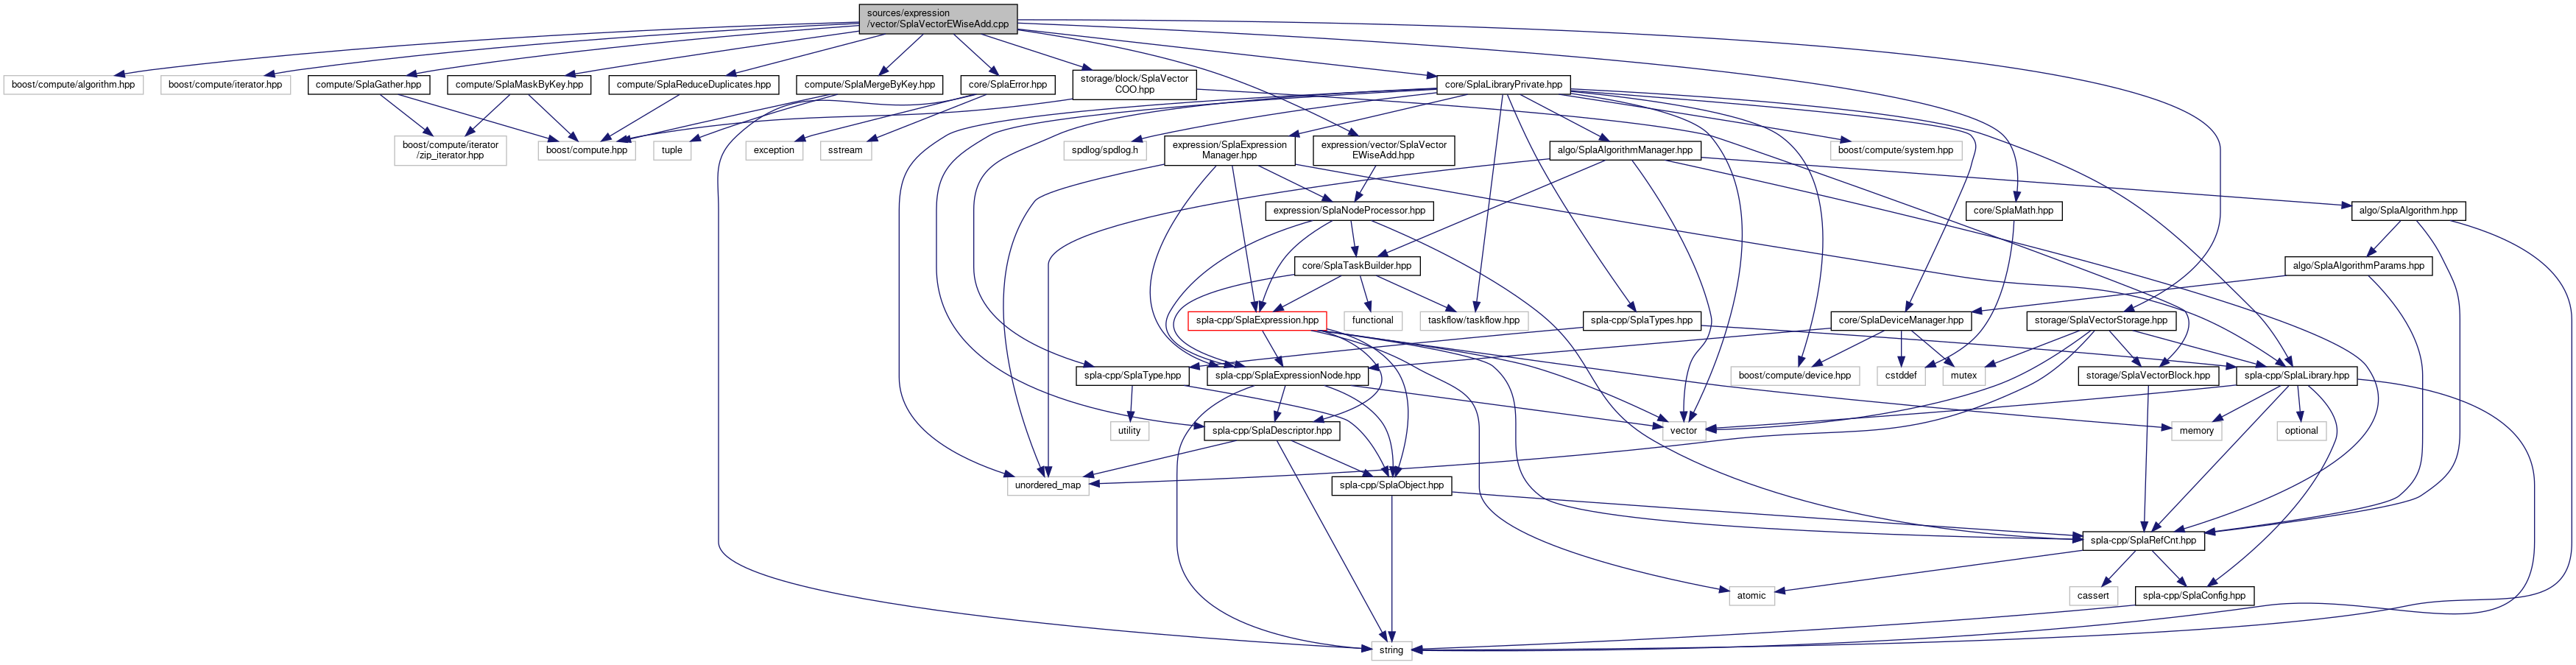 sources/expression
/vector/SplaVectorEWiseAdd.cpp
boost/compute/algorithm.hpp
boost/compute/iterator.hpp
compute/SplaGather.hpp
compute/SplaMaskByKey.hpp
compute/SplaReduceDuplicates.hpp
compute/SplaMergeByKey.hpp
core/SplaError.hpp
storage/block/SplaVector
COO.hpp
core/SplaLibraryPrivate.hpp
boost/compute/iterator
/zip_iterator.hpp
boost/compute.hpp
tuple
exception
sstream
spdlog/spdlog.h
expression/SplaExpression
Manager.hpp
expression/vector/SplaVector
EWiseAdd.hpp
algo/SplaAlgorithmManager.hpp
boost/compute/system.hpp
expression/SplaNodeProcessor.hpp
core/SplaMath.hpp
algo/SplaAlgorithm.hpp
core/SplaTaskBuilder.hpp
algo/SplaAlgorithmParams.hpp
spla-cpp/SplaExpression.hpp
functional
taskflow/taskflow.hpp
spla-cpp/SplaTypes.hpp
core/SplaDeviceManager.hpp
storage/SplaVectorStorage.hpp
spla-cpp/SplaType.hpp
spla-cpp/SplaExpressionNode.hpp
boost/compute/device.hpp
cstddef
mutex
storage/SplaVectorBlock.hpp
spla-cpp/SplaLibrary.hpp
utility
spla-cpp/SplaDescriptor.hpp
vector
memory
optional
unordered_map
spla-cpp/SplaObject.hpp
spla-cpp/SplaRefCnt.hpp
atomic
cassert
spla-cpp/SplaConfig.hpp
string